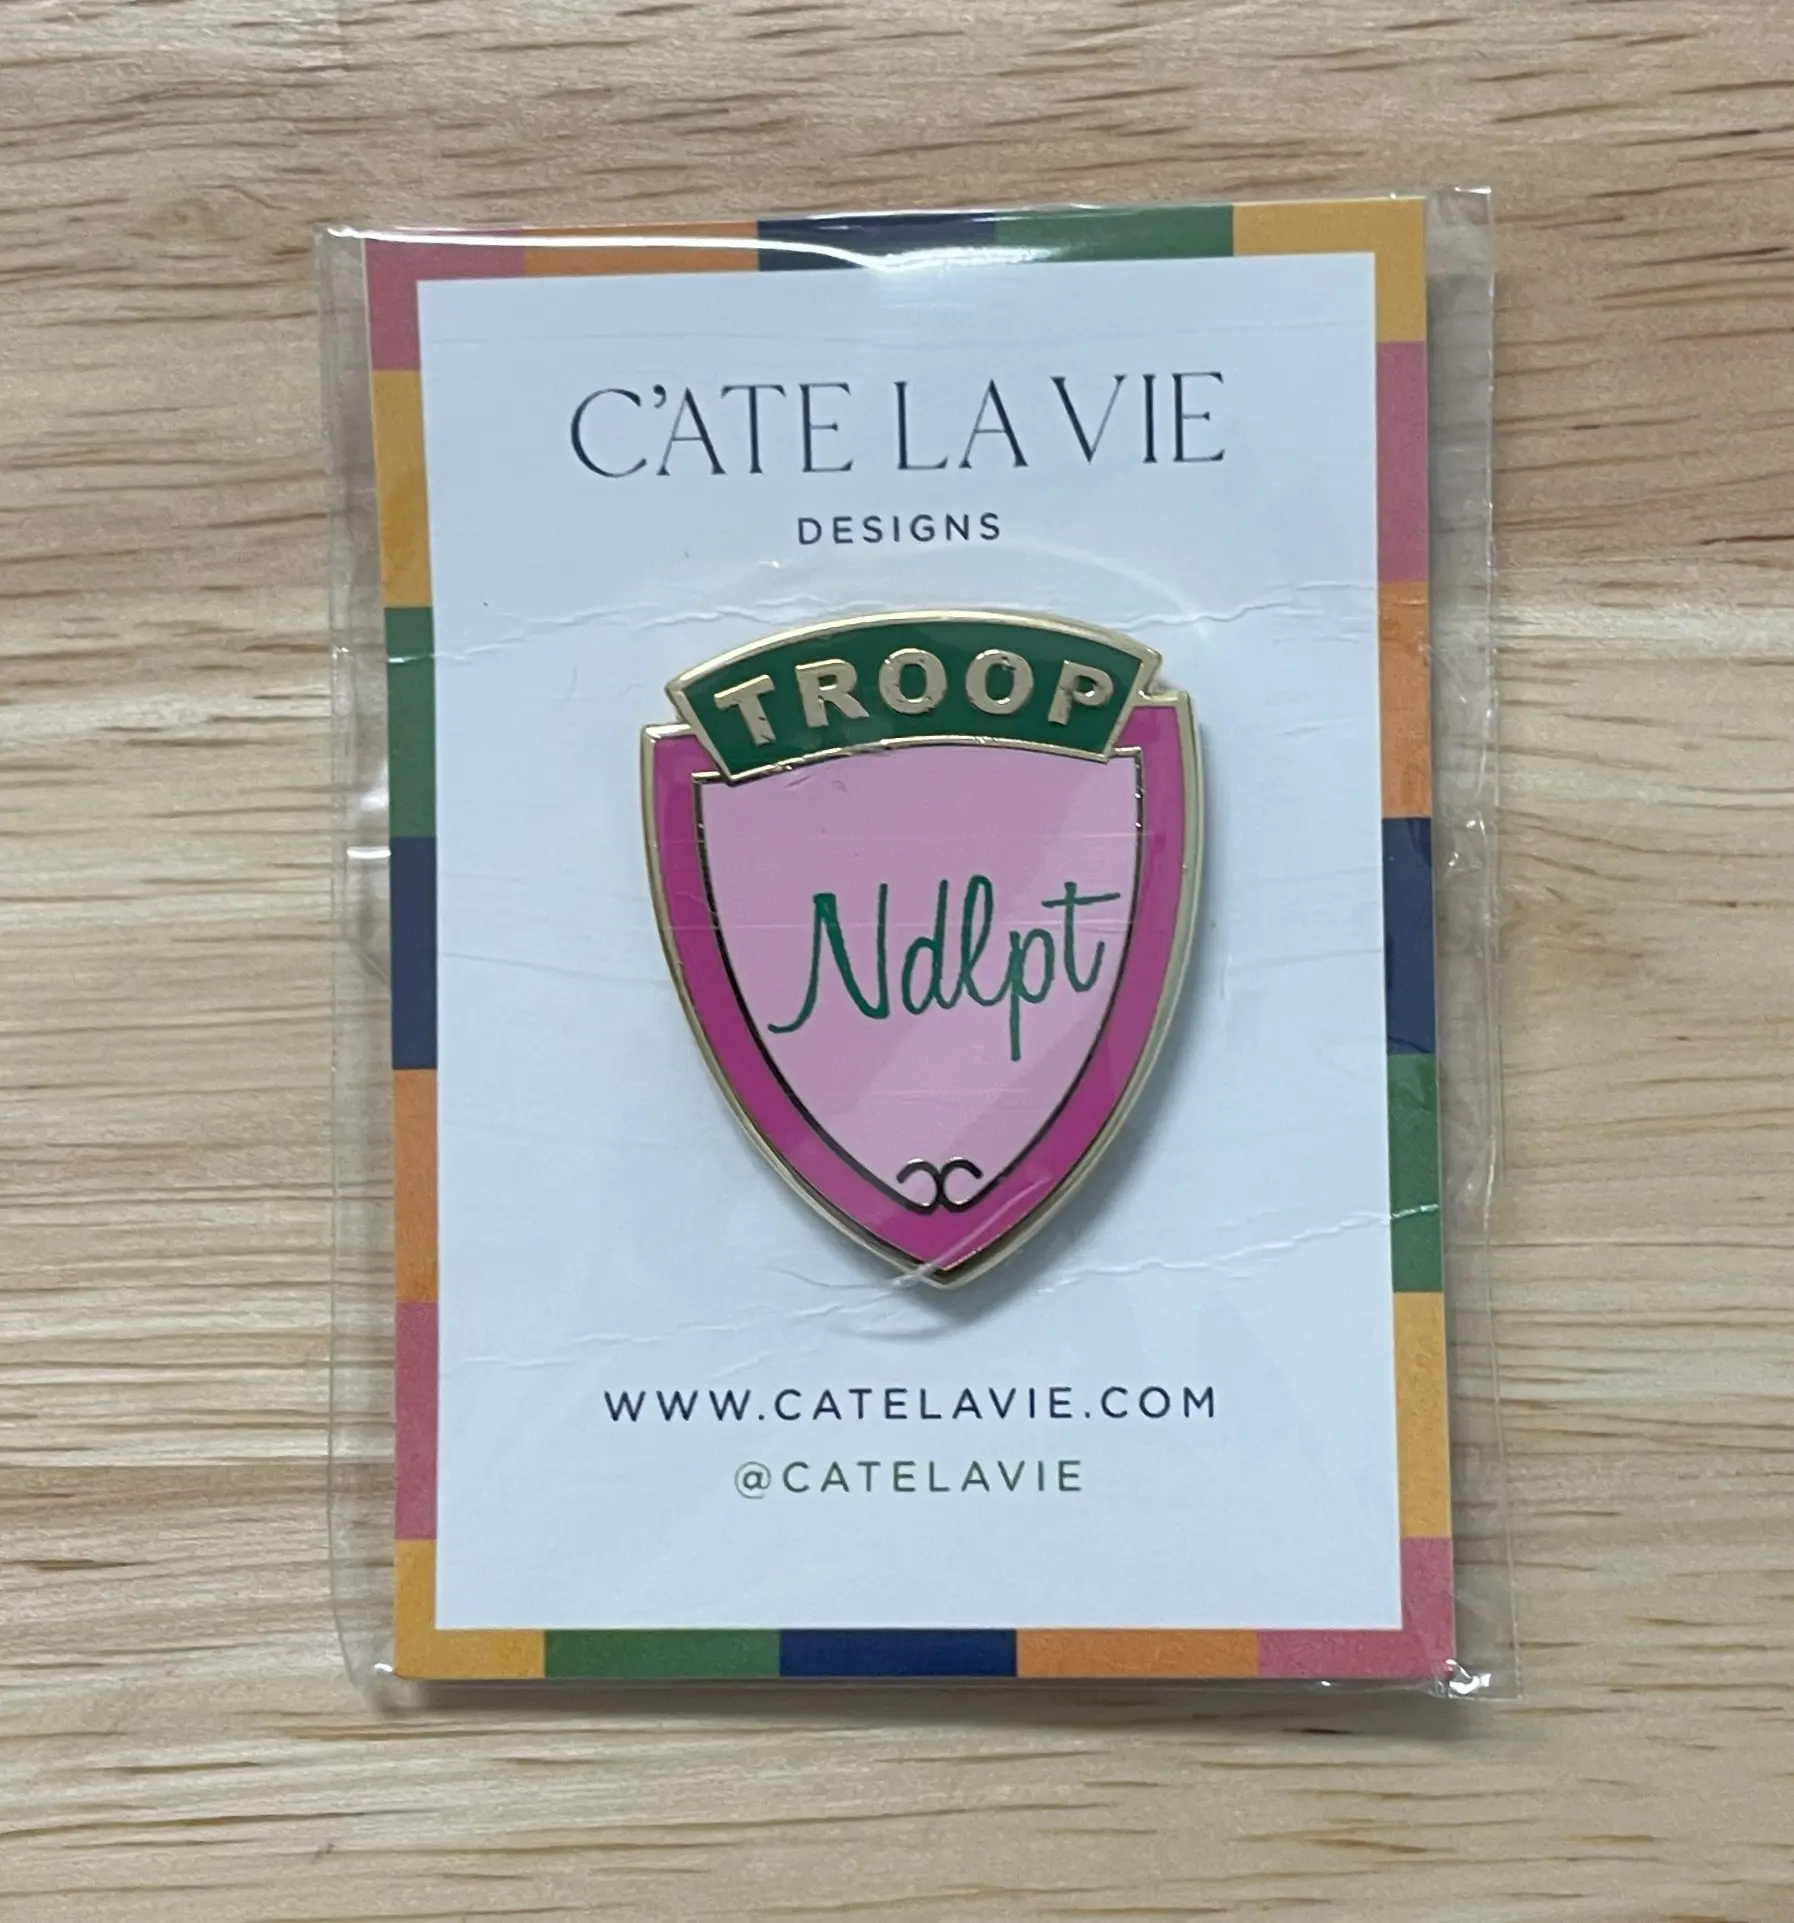 C'ATE LA VIE
DESIGNS
TROOP
Ndlpt
WWW.CATELAVIE.COM
@CATELAVIE